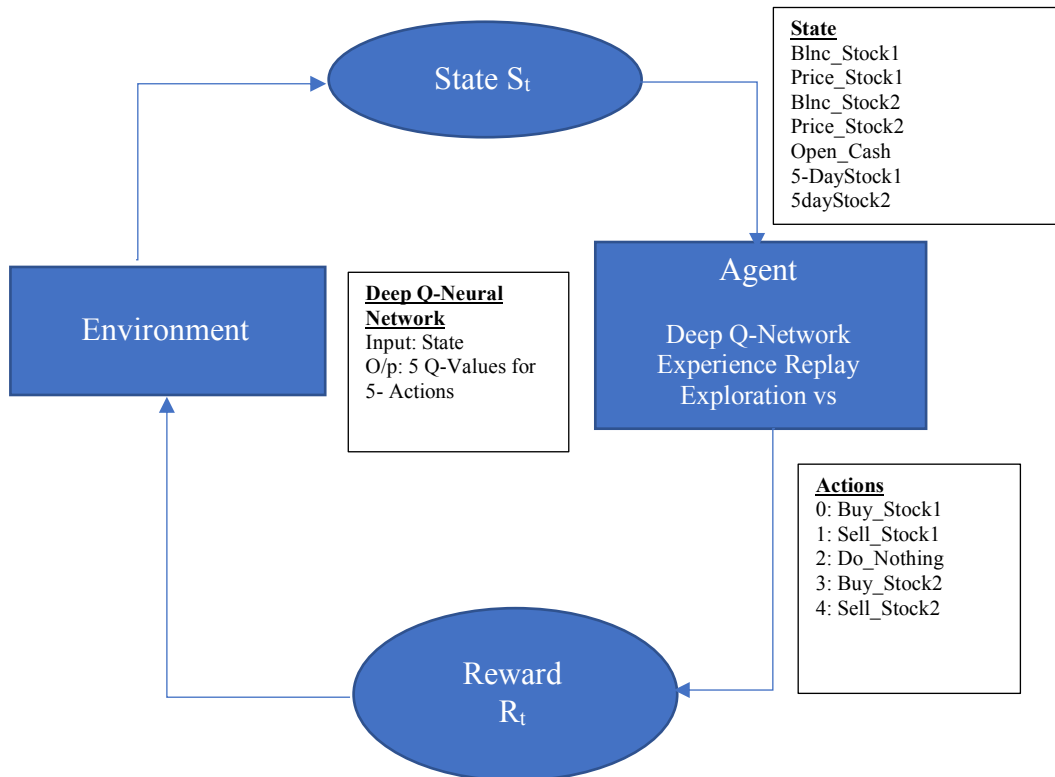 State St
State
Blnc_Stock1
Price_Stock1
Blnc_Stock2
Price_Stock2
Open_Cash
5-DayStock1
5dayStock2
Environment
Deep Q-Neural
Network
Input: State
O/p: 5 Q-Values for
5- Actions
Agent
Deep Q-Network
Experience Replay
Exploration vs
Actions
0: Buy_Stock1
1: Sell_Stock1
2: Do_Nothing
3: Buy_Stock2
4: Sell_Stock2
Reward
Rt